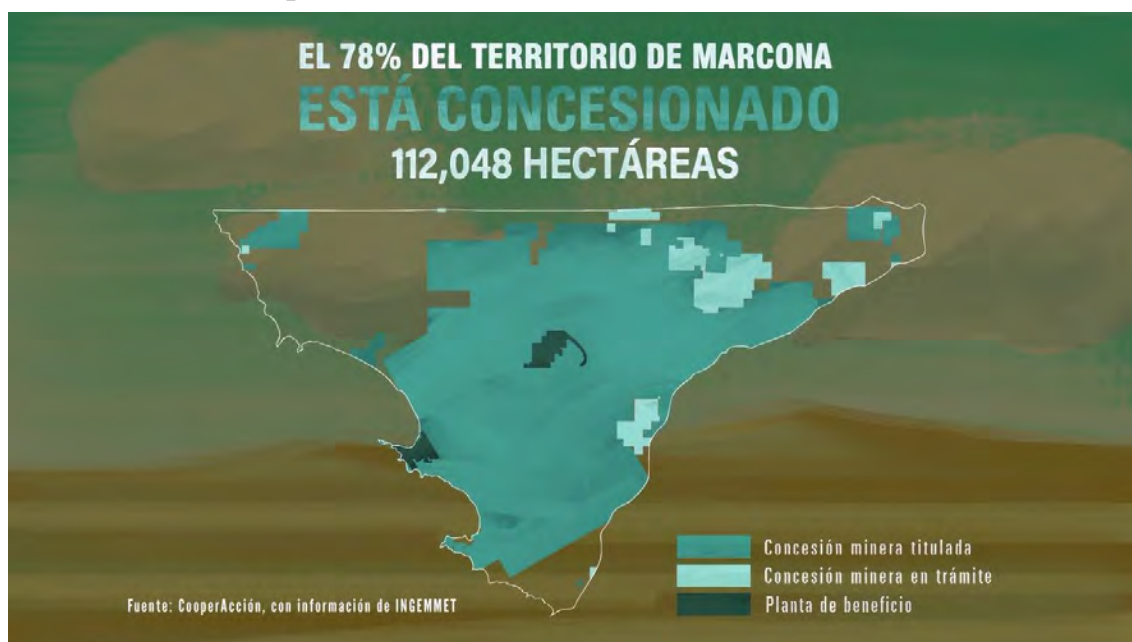 EL 78% DEL TERRITORIO DE MARCONA
ESTÁ CONCESIONADO
112,048 HECTÁREAS
Concesión minera titulada
Concesión minera en trámite
Planta de beneficio
Fuente: CooperAcción, con información de INGEMMET